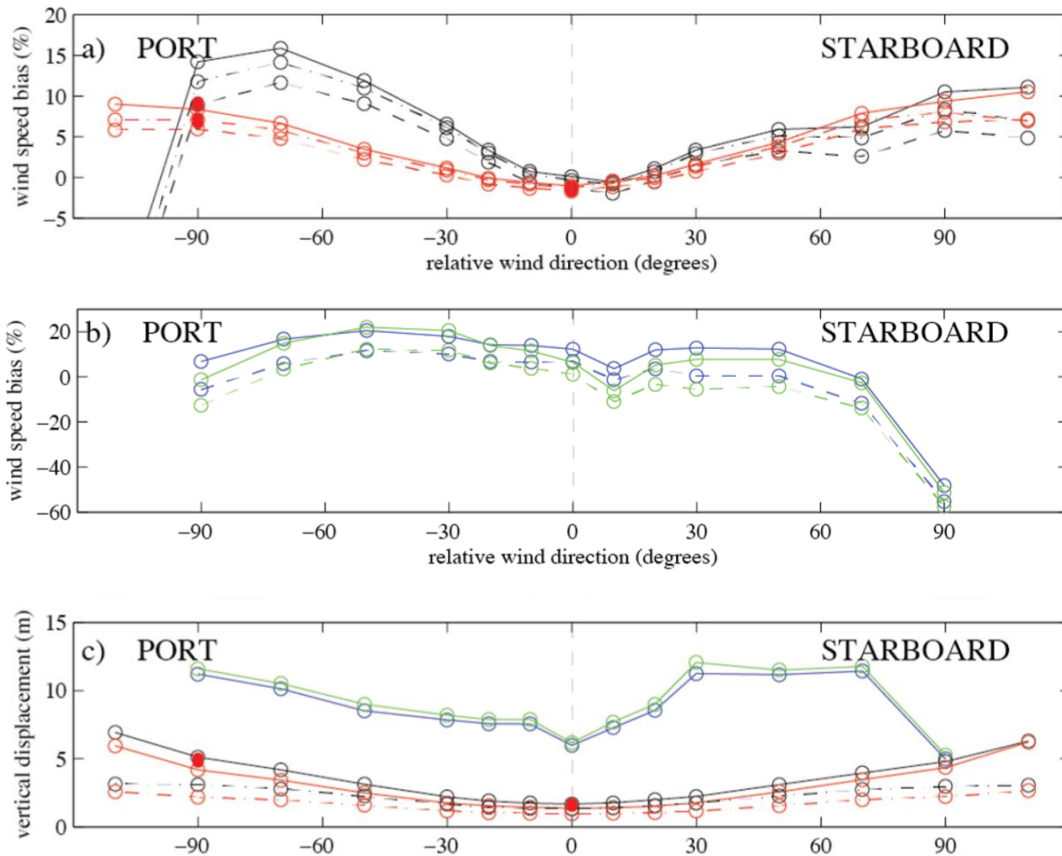 20
15
10
5
0
−5
wind speed bias (%)
a)
PORT
STARBOARD
−90
−60
−30
0
30
60
90
relative wind direction (degrees)
20
0
−20
−40
−60
wind speed bias (%)
b)
PORT
STARBOARD
−90
−60
−30
0
30
60
90
relative wind direction (degrees)
15
10
5
0
vertical displacement (m)
c)
PORT
STARBOARD
−90
−60
−30
0
30
60
90